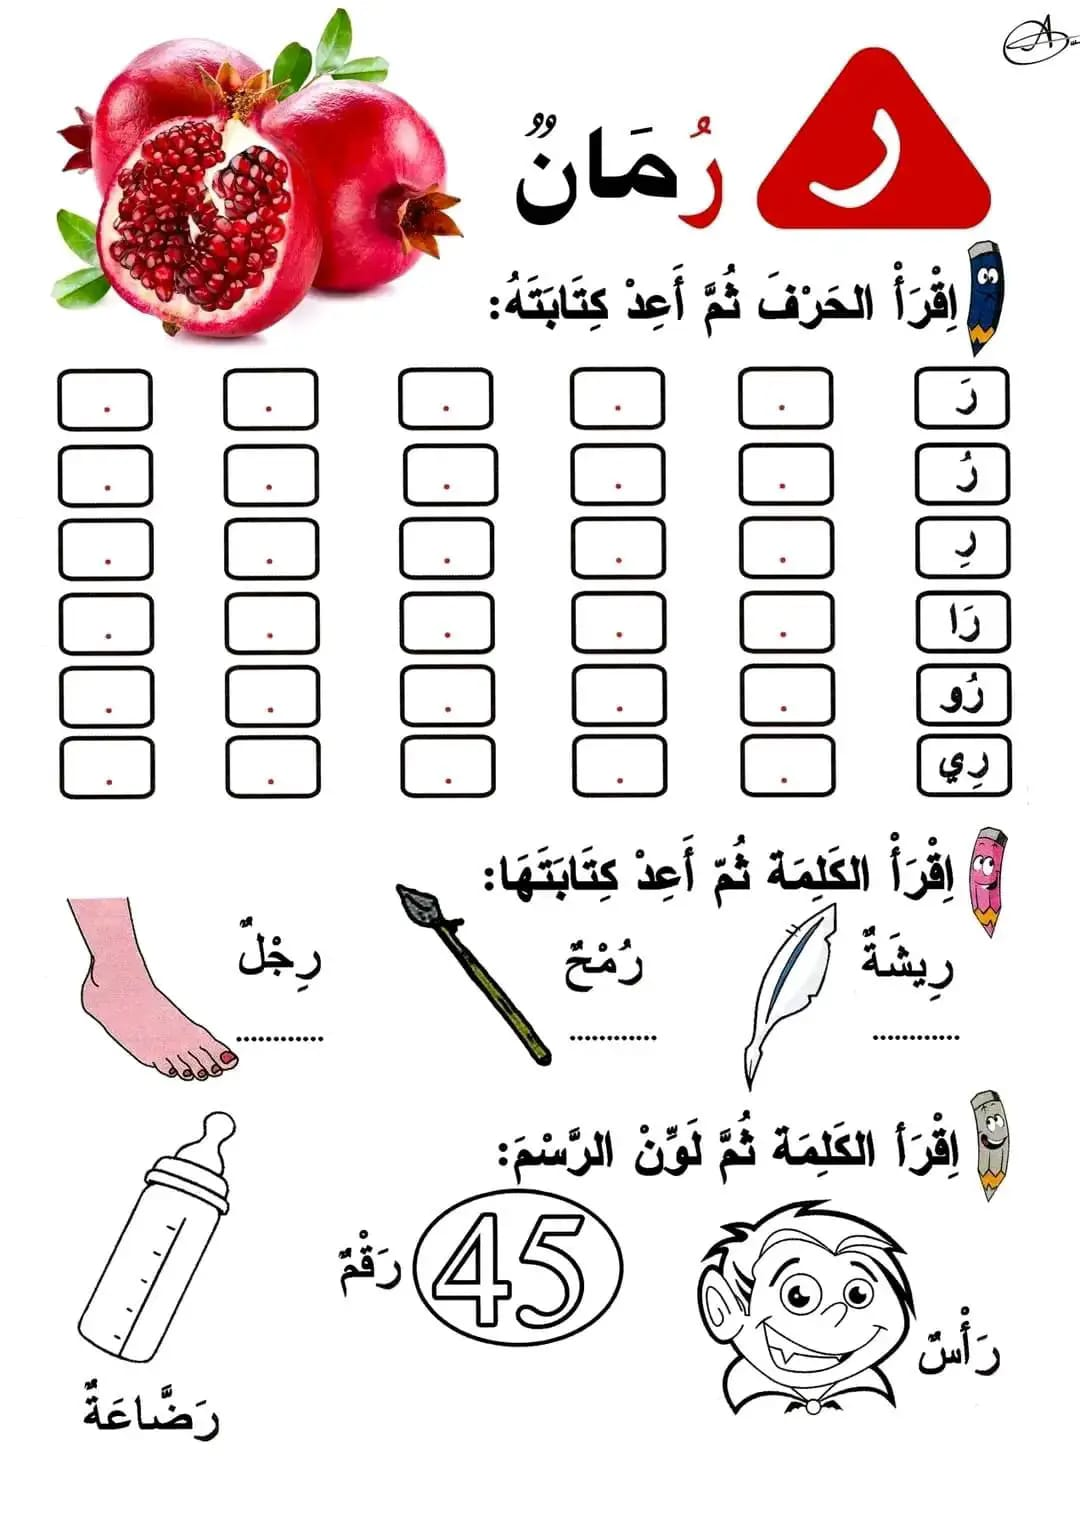 ر
رُمَانٌ
اِقْرَأْ الحَرْفَ ثُمَّ أَعِدْ كِتَابَتَهُ:
رَ
رُ
رِ
رَا
رُو
رِي
اِقْرَأْ الكَلِمَة ثُمّ أَعِدْ كِتَابَتَهَا:
رِيشَةٌ رُمْحٌ رِجْلٌ
اِقْرَأ الكَلِمَة ثُمَّ لَوِّنْ الرَّسْمَ:
رَأْسٌ 45 رَقْمٌ
رَضَّاعَةٌ